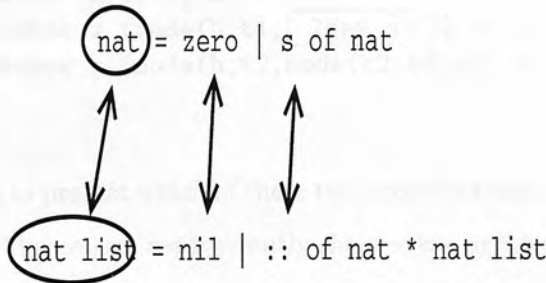 nat = zero | s of nat
nat list = nil | :: of nat * nat list